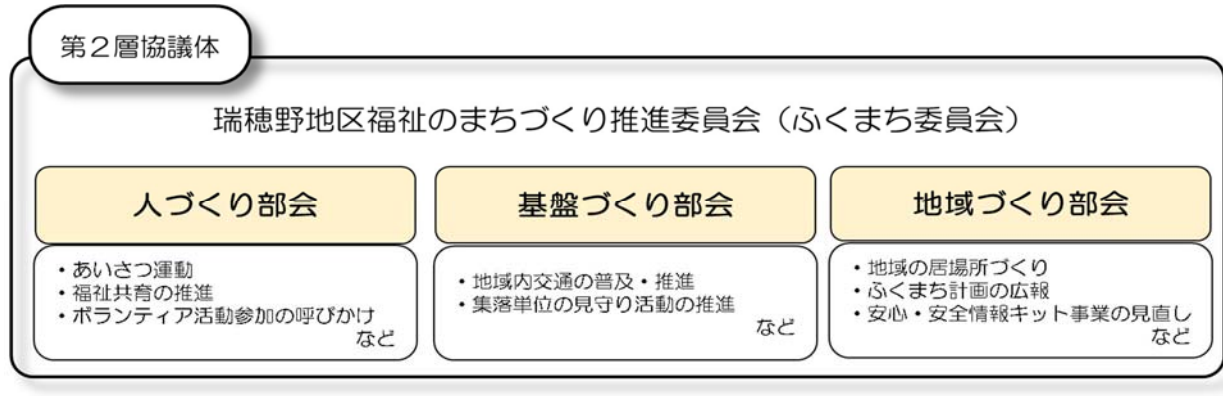 第２層協議体
瑞穂野地区福祉のまちづくり推進委員会（ふくまち委員会）
人づくり部会
・あいさつ運動
・福祉共育の推進
・ボランティア活動参加の呼びかけ
など
基盤づくり部会
・地域内交通の普及・推進
・集落単位の見守り活動の推進
など
地域づくり部会
・地域の居場所づくり
・ふくまち計画の広報
・安心・安全情報キット事業の見直し
など